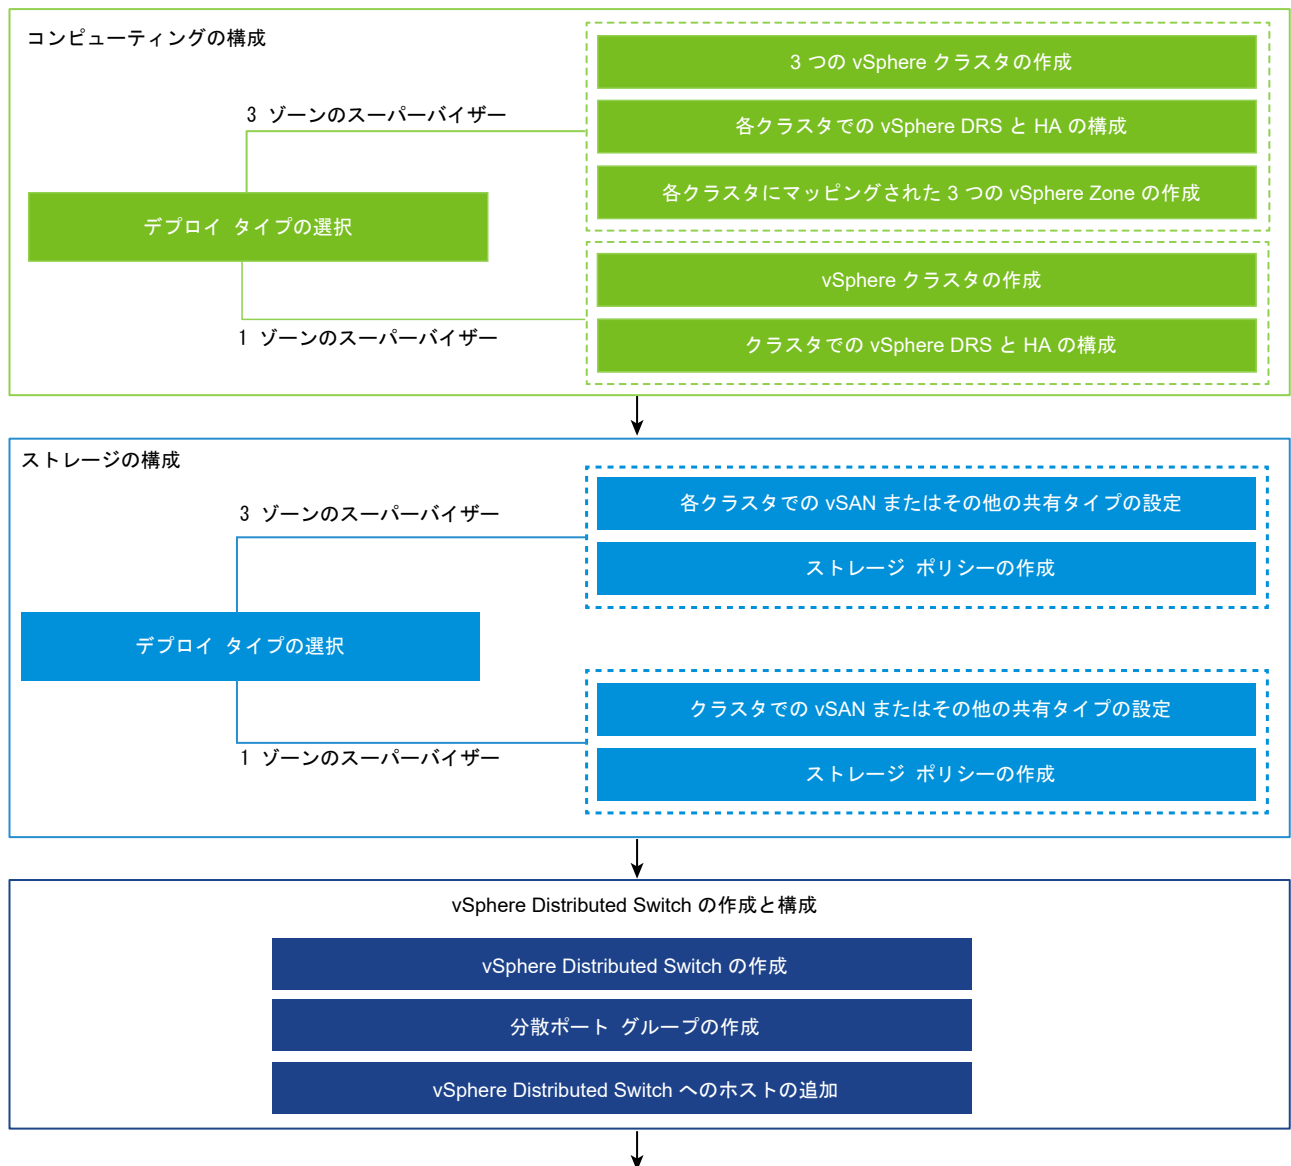 コンピューティングの構成
3 つの vSphere クラスタの作成
3 ゾーンのスーパーバイザー
各クラスタでの vSphere DRS と HA の構成
各クラスタにマッピングされた 3 つの vSphere Zone の作成
デプロイ タイプの選択
vSphere クラスタの作成
1 ゾーンのスーパーバイザー
クラスタでの vSphere DRS と HA の構成
ストレージの構成
各クラスタでの vSAN またはその他の共有タイプの設定
3 ゾーンのスーパーバイザー
ストレージ ポリシーの作成
デプロイ タイプの選択
クラスタでの vSAN またはその他の共有タイプの設定
1 ゾーンのスーパーバイザー
ストレージ ポリシーの作成
vSphere Distributed Switch の作成と構成
vSphere Distributed Switch の作成
分散ポート グループの作成
vSphere Distributed Switch へのホストの追加